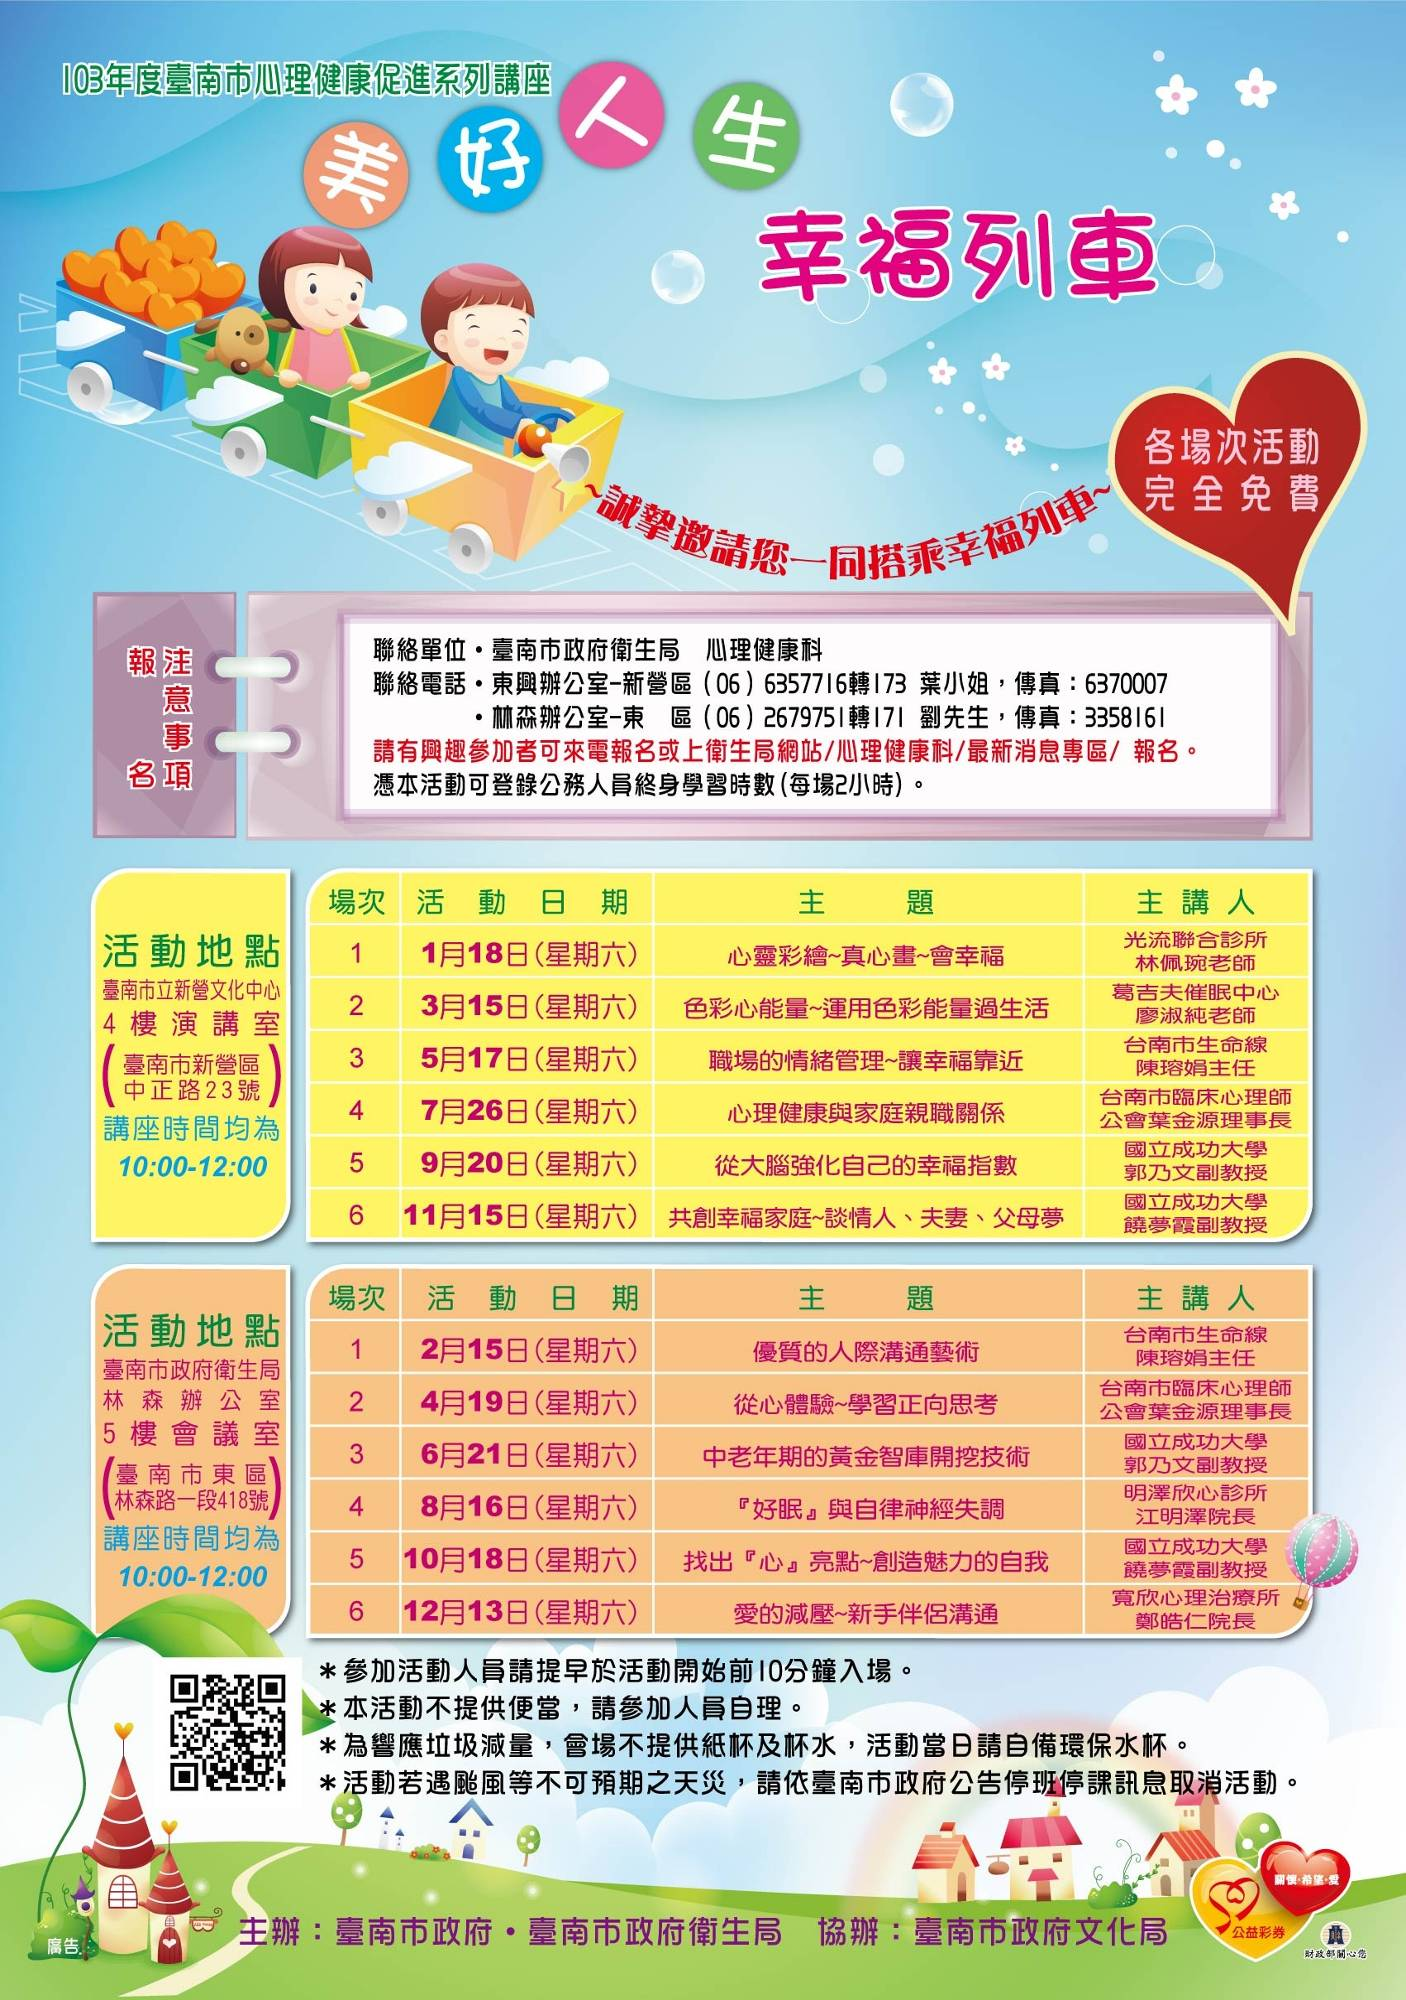 103年度臺南市心理健康促進系列講座
美好人生
幸福列車
各場次活動
完全免費
~誠摯邀請您一同搭乘幸福列車~
報名
注意事項
聯絡單位•臺南市政府衛生局 心理健康科
聯絡電話•東興辦公室-新營區（06）6357716轉173 葉小姐，傳真：6370007
•林森辦公室-東 區（06）2679751轉171 劉先生，傳真：3358161
請有興趣參加者可來電報名或上衛生局網站/心理健康科/最新消息專區/ 報名。
憑本活動可登錄公務人員終身學習時數(每場2小時)。
活動地點
臺南市立新營文化中心
4樓演講室
(臺南市新營區
中正路23號)
講座時間均為
10:00-12:00
場次 活動日期 主題 主講人
1 1月18日(星期六) 心靈彩繪~真心畫~會幸福 光流聯合診所 林佩琬老師
2 3月15日(星期六) 色彩心能量~運用色彩能量過生活 葛吉夫催眠中心 廖淑純老師
3 5月17日(星期六) 職場的情緒管理~讓幸福靠近 台南市生命線 陳瑢娟主任
4 7月26日(星期六) 心理健康與家庭親職關係 台南市臨床心理師 公會葉金源理事長
5 9月20日(星期六) 從大腦強化自己的幸福指數 國立成功大學 郭乃文副教授
6 11月15日(星期六) 共創幸福家庭~談情人、夫妻、父母夢 國立成功大學 饒夢霞副教授
活動地點
臺南市政府衛生局
林森辦公室
5樓會議室
(臺南市東區
林森路一段418號)
講座時間均為
10:00-12:00
場次 活動日期 主題 主講人
1 2月15日(星期六) 優質的人際溝通藝術 台南市生命線 陳瑢娟主任
2 4月19日(星期六) 從心體驗~學習正向思考 台南市臨床心理師 公會葉金源理事長
3 6月21日(星期六) 中老年期的黃金智庫開挖技術 國立成功大學 郭乃文副教授
4 8月16日(星期六) 『好眠』與自律神經失調 明澤欣心診所 江明澤院長
5 10月18日(星期六) 找出『心』亮點~創造魅力的自我 國立成功大學 饒夢霞副教授
6 12月13日(星期六) 愛的減壓~新手伴侶溝通 寬欣心理治療所 鄭皓仁院長
＊參加活動人員請提早於活動開始前10分鐘入場。
＊本活動不提供便當，請參加人員自理。
＊為響應垃圾減量，會場不提供紙杯及杯水，活動當日請自備環保水杯。
＊活動若遇颱風等不可預期之天災，請依臺南市政府公告停班停課訊息取消活動。
主辦：臺南市政府•臺南市政府衛生局 協辦：臺南市政府文化局
廣告
關懷•希望•愛
公益彩券
財政部關心您